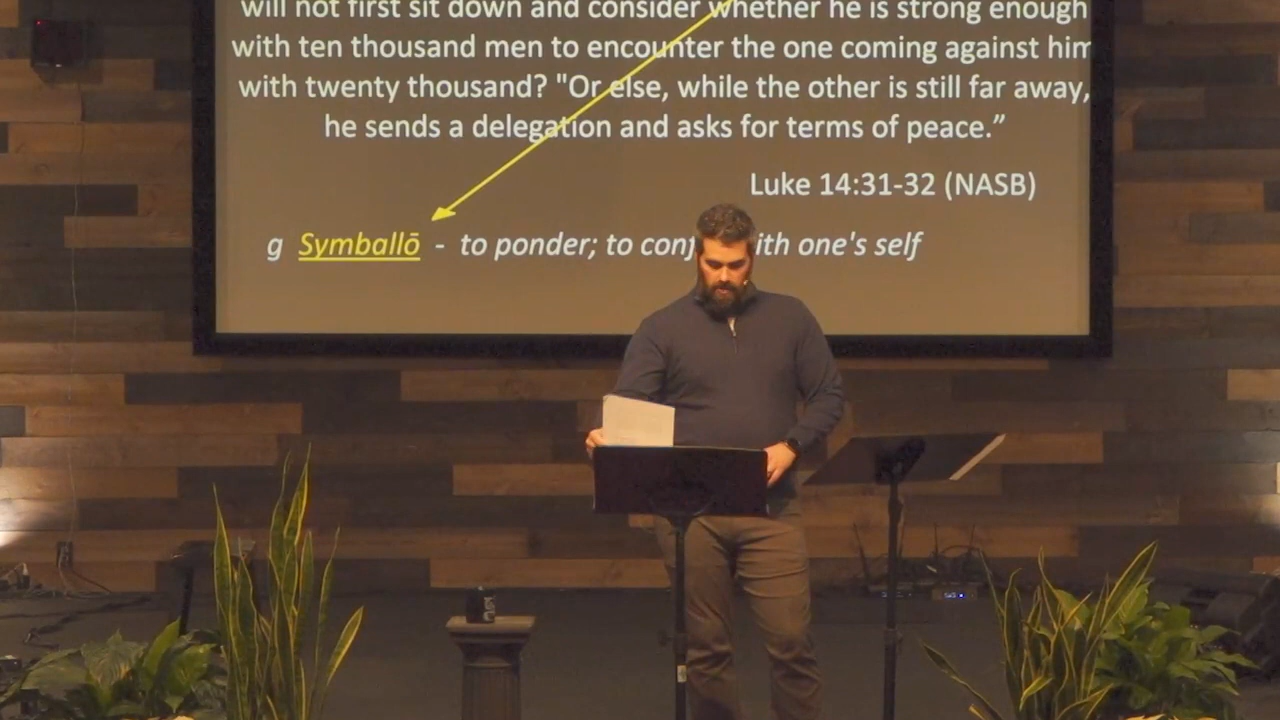 will not first sit down and consider whether he is strong enough
with ten thousand men to encounter the one coming against him
with twenty thousand? "Or else, while the other is still far away,
he sends a delegation and asks for terms of peace.”
Luke 14:31-32 (NASB)
g Symballō - to ponder; to with one's self